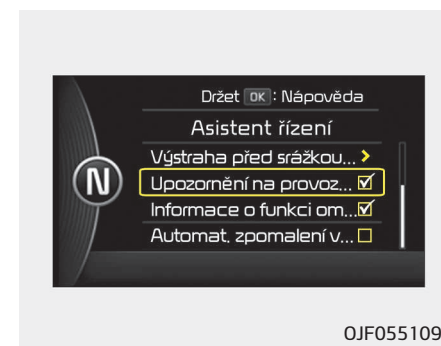 Držet OK : Nápověda
Asistent řízení
Výstraha před srážkou...
N
Upozornění na provoz...
Informace o funkci om...
Automat. zpomalení v...
OJF055109